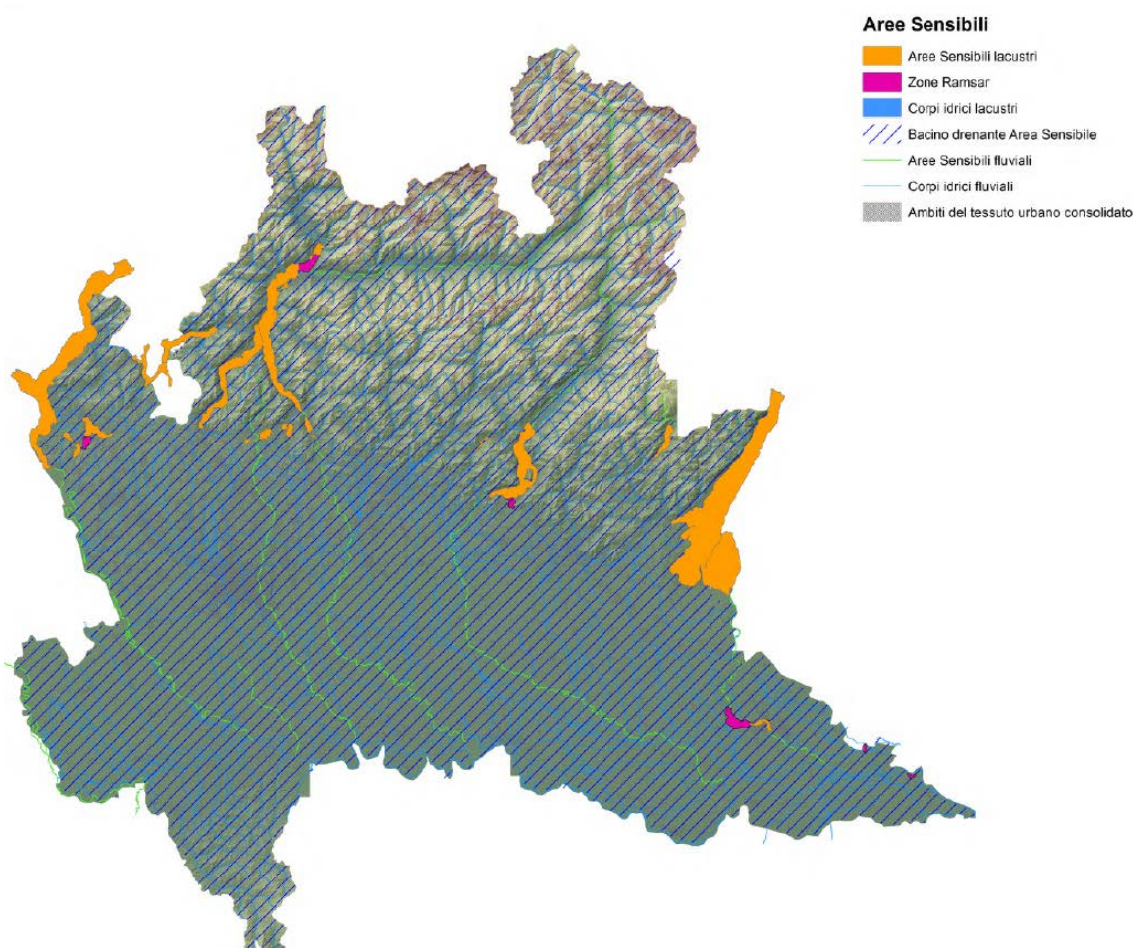 Aree Sensibili
Aree Sensibili lacustri
Zone Ramsar
Corpi idrici lacustri
Bacino drenante Area Sensibile
Aree Sensibili fluviali
Corpi idrici fluviali
Ambiti del tessuto urbano consolidato